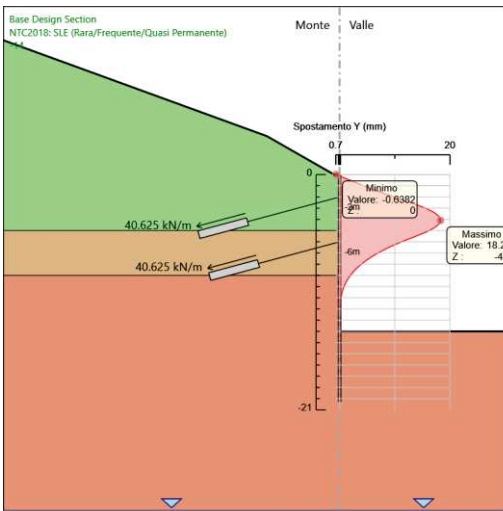 Base Design Section
NTC2018: SLE (Rara/Frequente/Quasi Permanente)
Monte
Valle
Spostamento Y (mm)
0.7
20
0
Minimo
Valore: -0.6382
Z : 0
-3m
Massimo
Valore: 18.2
Z : -4
-6m
40.625 kN/m
40.625 kN/m
-21